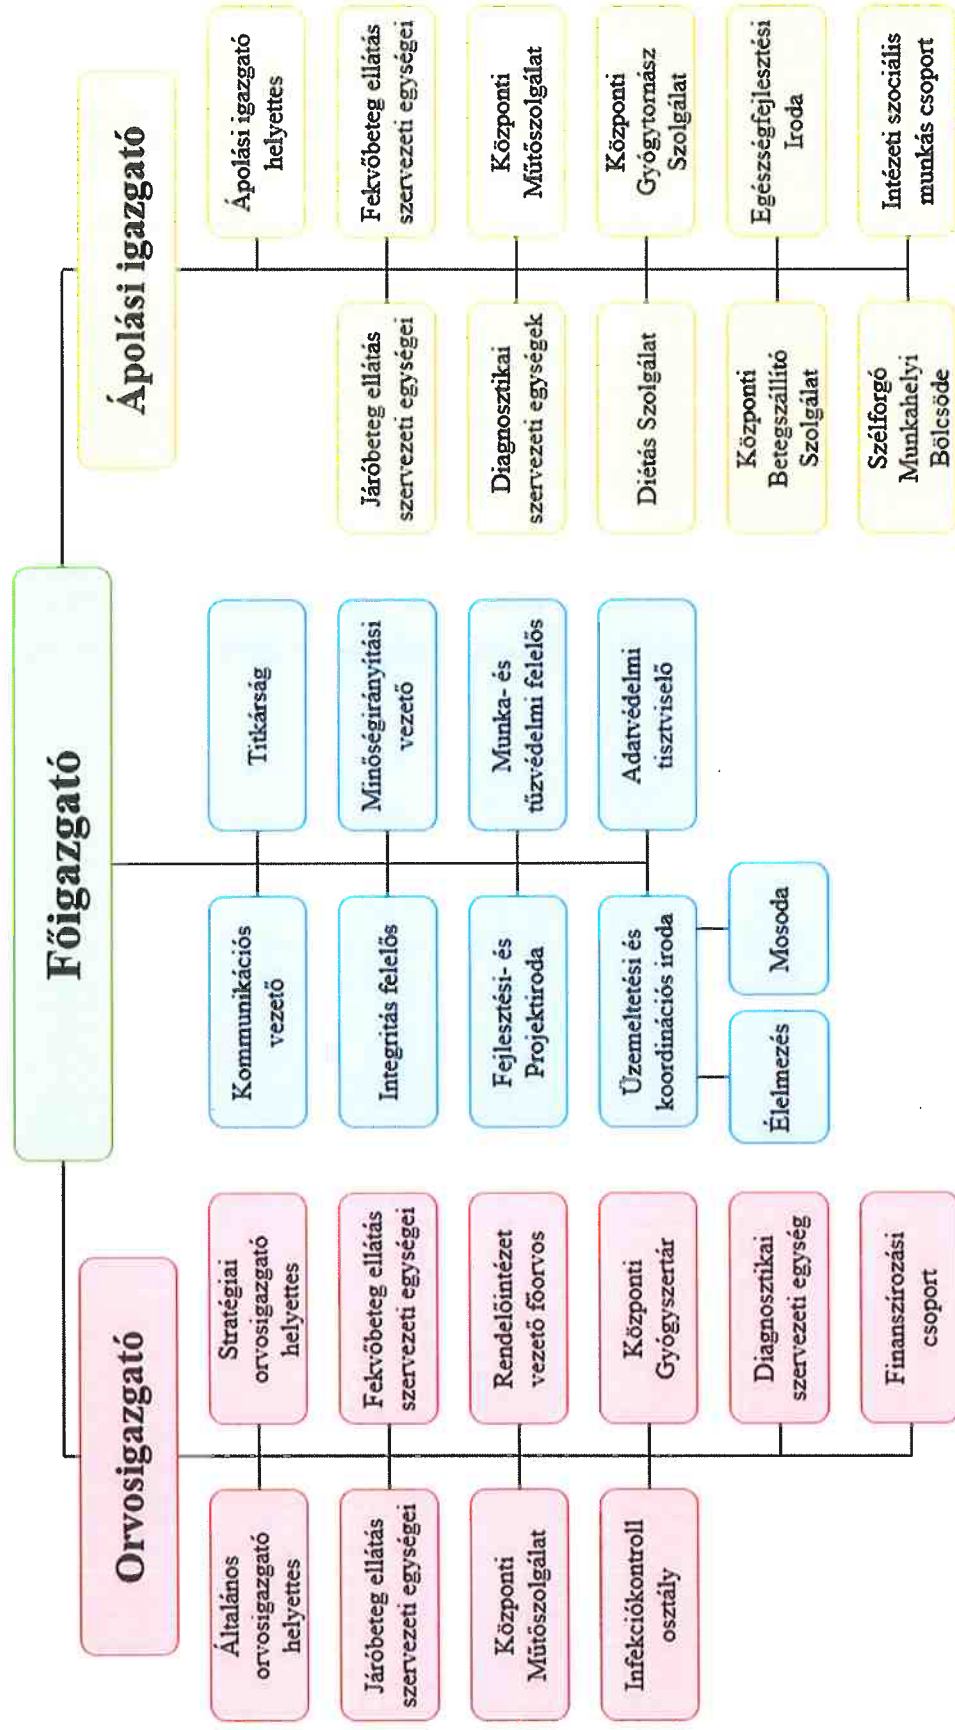 Főigazgató
Orvosigazgató
Általános
orvosigazgató
helyettes
Stratégiai
orvosigazgató
helyettes
Járóbeteg ellátás
szervezeti egységei
Fekvőbeteg ellátás
szervezeti egységei
Központi
Műtőszolgálat
Rendelőintézet
vezető főorvos
Infekciókontroll
osztály
Központi
Gyógyszertár
Diagnosztikai
szervezeti egység
Finanszírozási
csoport
Kommunikációs
vezető
Titkárság
Integritás felelős
Minőségirányítási
vezető
Fejlesztési- és
Projektiroda
Munka- és
tűzvédelmi felelős
Üzemeltetési és
koordinációs iroda
Adatvédelmi
tisztviselő
Élelmezés
Mosoda
Ápolási igazgató
Ápolási igazgató
helyettes
Járóbeteg ellátás
szervezeti egységei
Fekvőbeteg ellátás
szervezeti egységei
Diagnosztikai
szervezeti egységek
Központi
Műtőszolgálat
Diétás Szolgálat
Központi
Gyógytornász
Szolgálat
Központi
Betegszállító
Szolgálat
Egészségfejlesztési
Iroda
Szélforgó
Munkahelyi
Bölcsöde
Intézeti szociális
munkás csoport